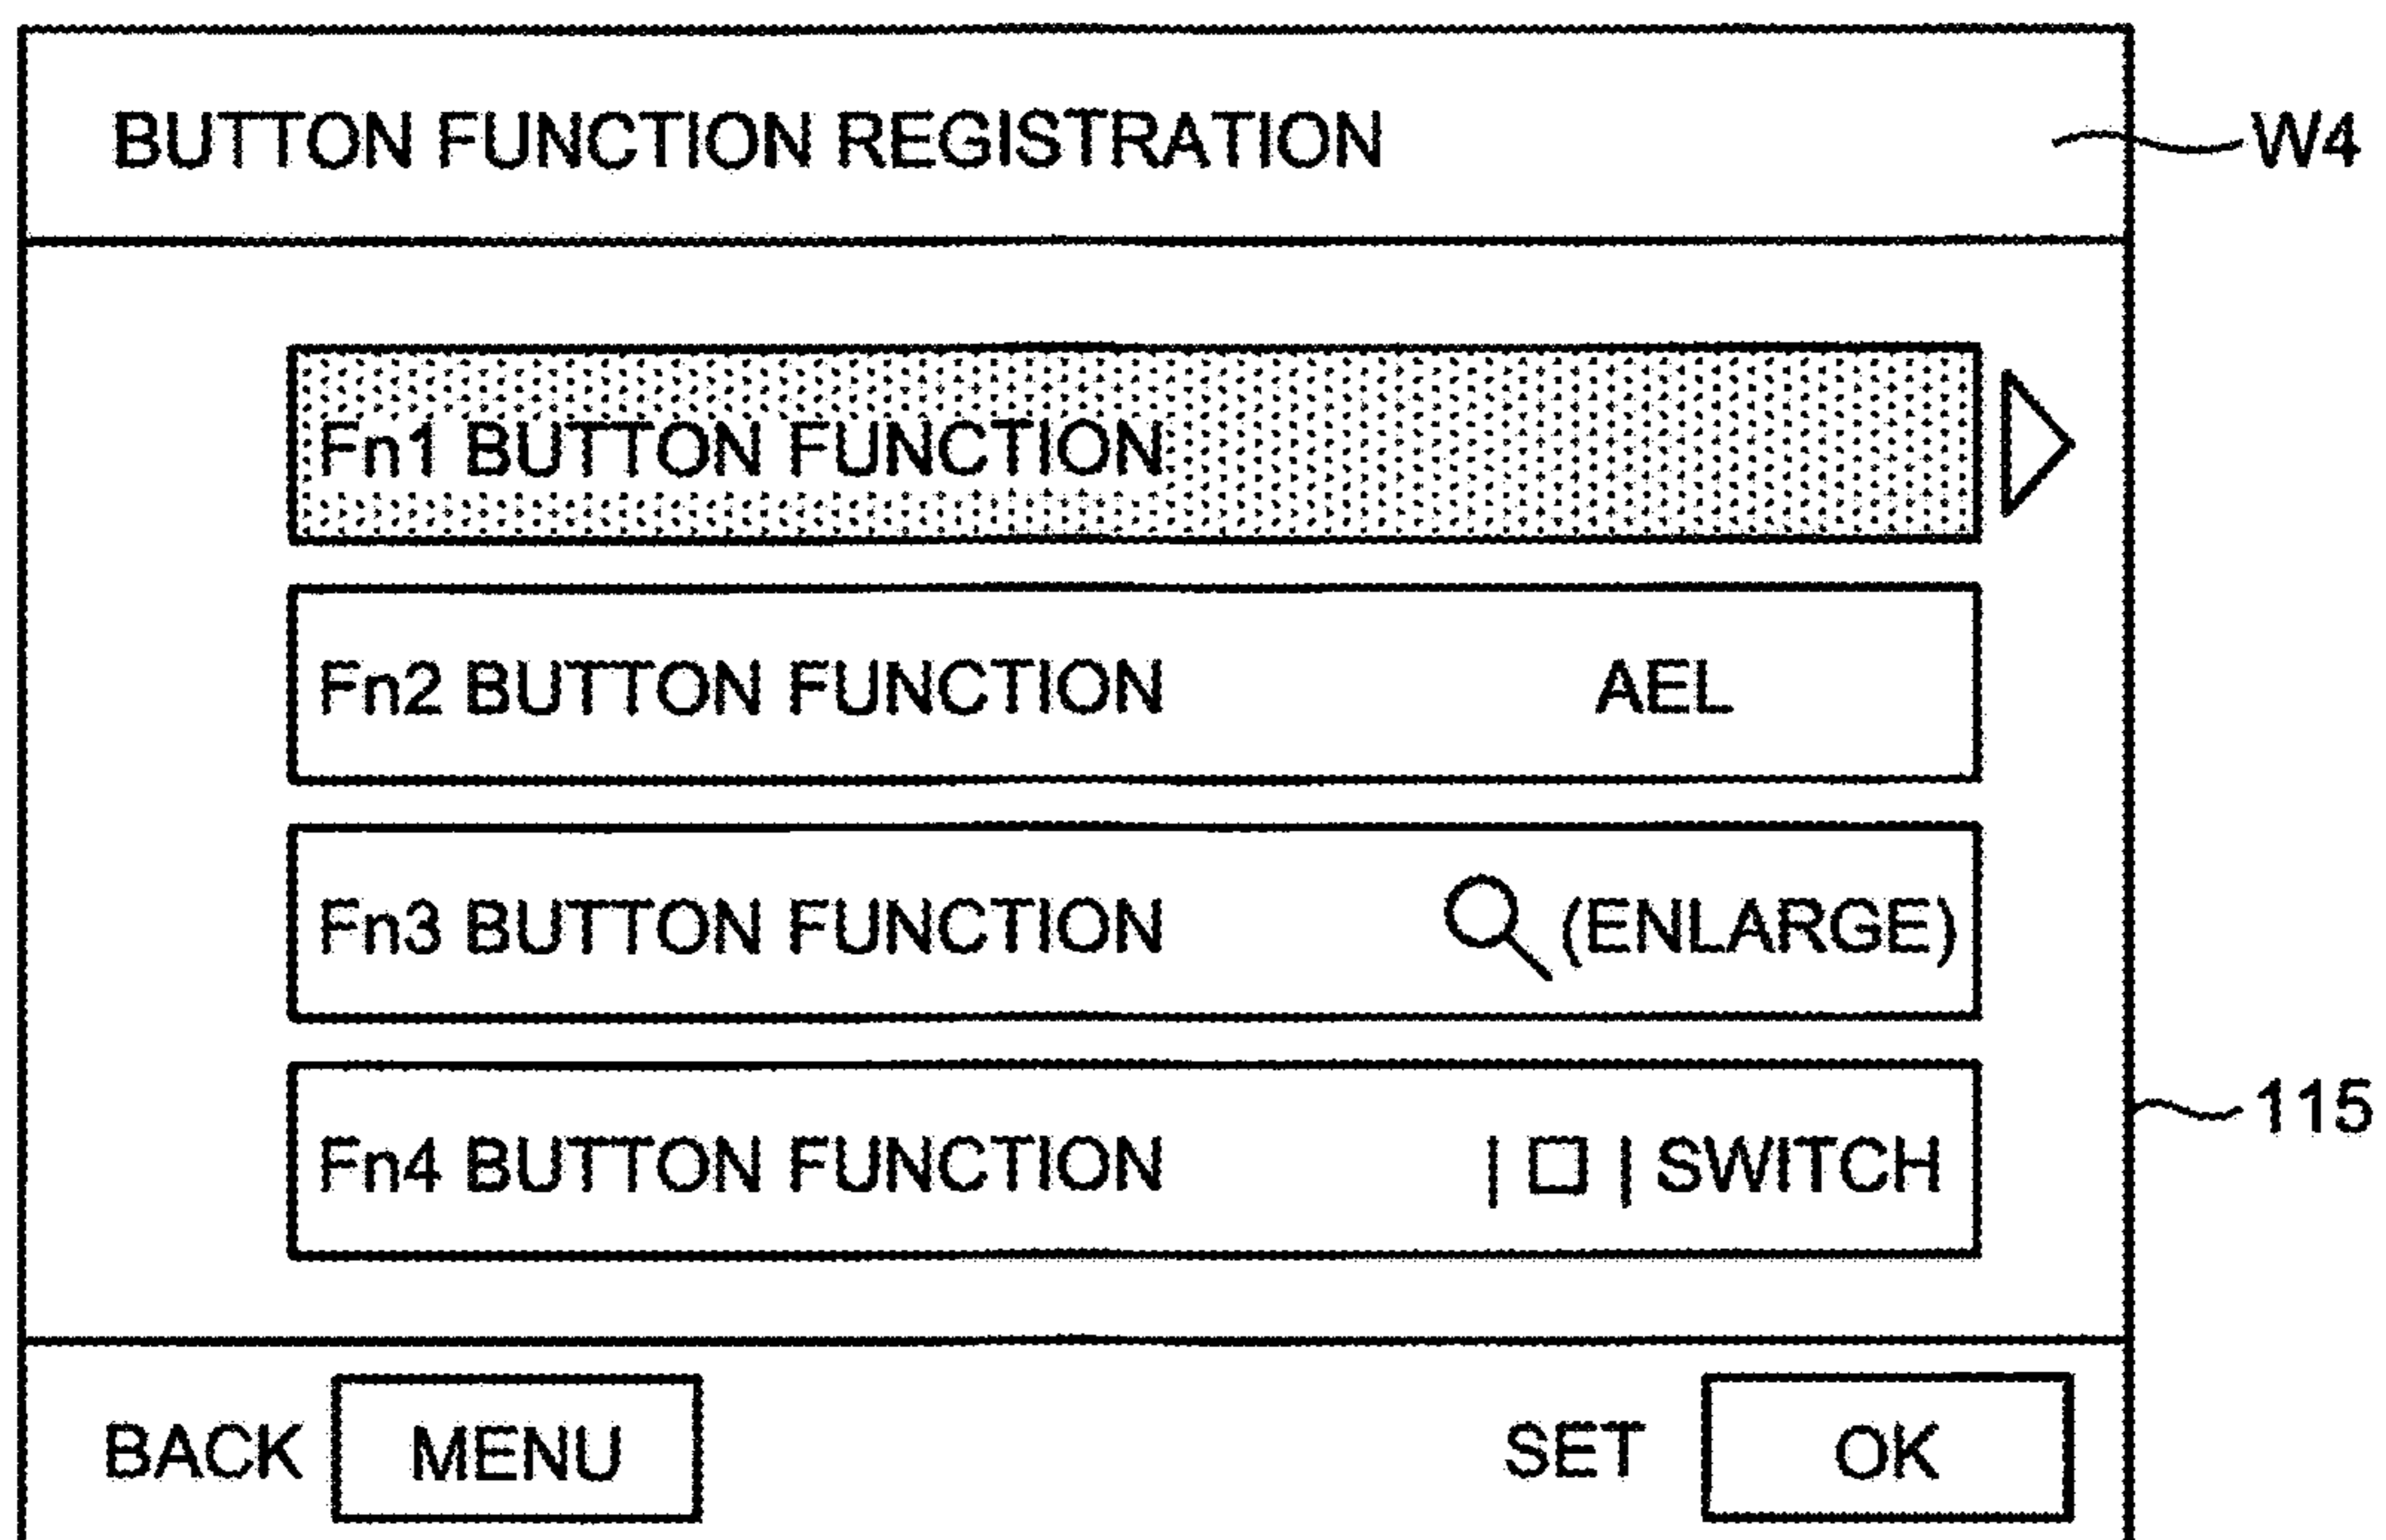 BUTTON FUNCTION REGISTRATION
W4
Fn1 BUTTON FUNCTION
Fn2 BUTTON FUNCTION AEL
Fn3 BUTTON FUNCTION (ENLARGE)
Fn4 BUTTON FUNCTION | □ | SWITCH
115
BACK MENU SET OK